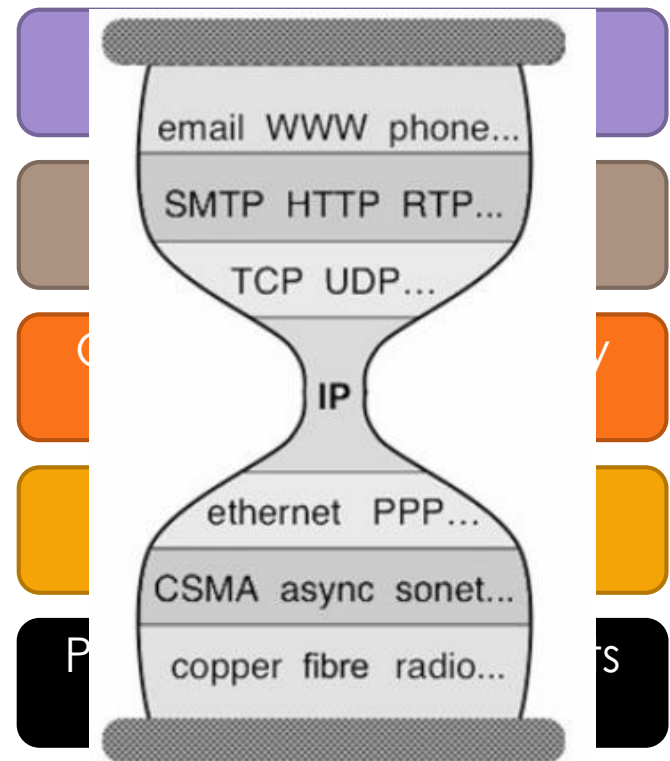 email WWW phone...
SMTP HTTP RTP...
TCP UDP...
IP
ethernet PPP...
CSMA async sonet...
copper fibre radio...